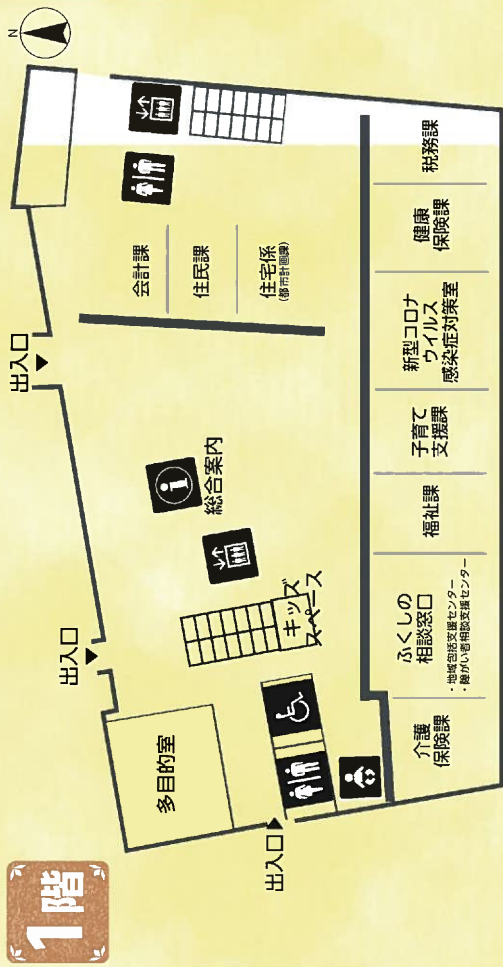 1階
N
出入口
出入口
出入口
多目的室
キッズ
スペース
総合案内
会計課
住民課
住宅係
(都市計画課)
介護
保険課
ふくしの
相談窓口
・地域包括支援センター
・障がい者相談支援センター
福祉課
子育て
支援課
新型コロナ
ウイルス
感染症対策室
健康
保険課
税務課